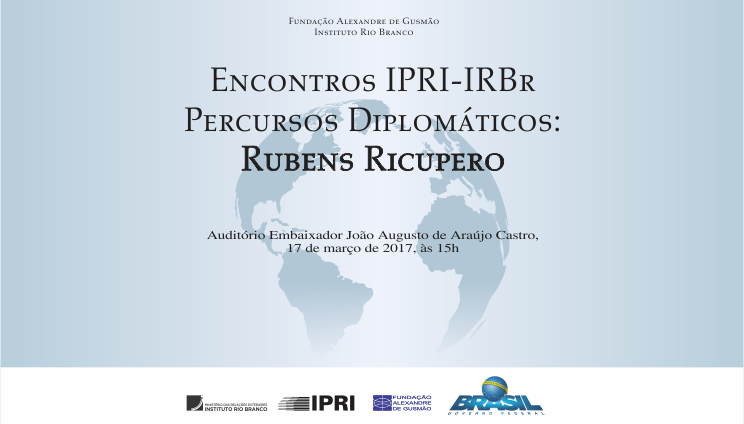 Fundação Alexandre de Gusmão
Instituto Rio Branco
Encontros IPRI-IRBr
Percursos Diplomáticos:
Rubens Ricupero
Auditório Embaixador João Augusto de Araújo Castro,
17 de março de 2017, às 15h
MINISTÉRIO DAS RELAÇÕES EXTERIORES
INSTITUTO RIO BRANCO
IPRI
FUNDAÇÃO
ALEXANDRE
DE GUSMÃO
BRASIL
GOVERNO FEDERAL